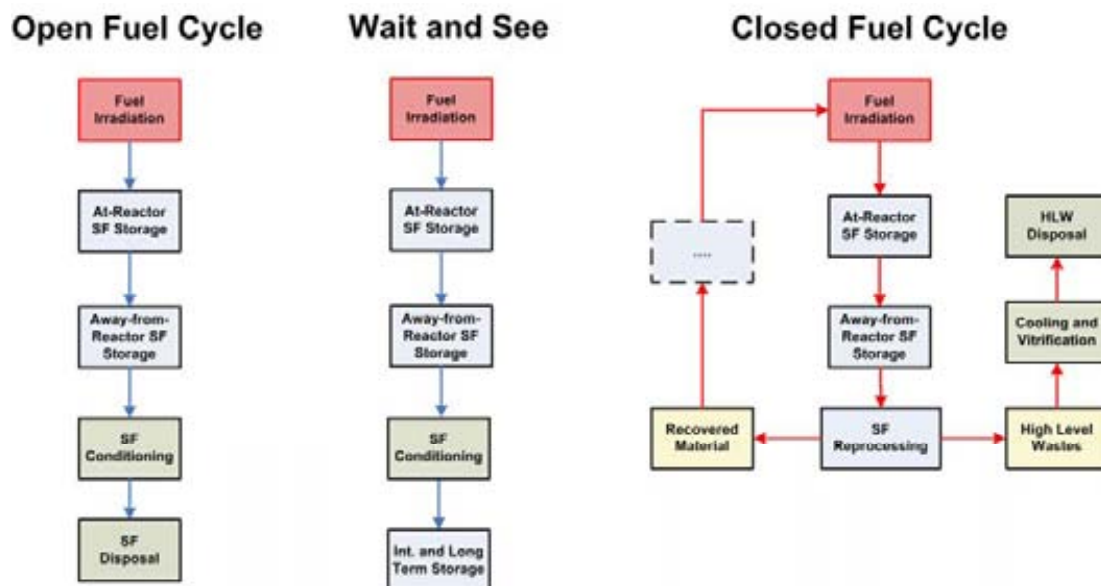 Open Fuel Cycle
Fuel
Irradiation
At-Reactor
SF Storage
Away-from-
Reactor SF
Storage
SF
Conditioning
SF
Disposal
Wait and See
Fuel
Irradiation
At-Reactor
SF Storage
Away-from-
Reactor SF
Storage
SF
Conditioning
Int. and Long
Term Storage
Closed Fuel Cycle
Fuel
Irradiation
At-Reactor
SF Storage
Away-from-
Reactor SF
Storage
SF
Reprocessing
Recovered
Material
....
High Level
Wastes
Cooling and
Vitrification
HLW
Disposal